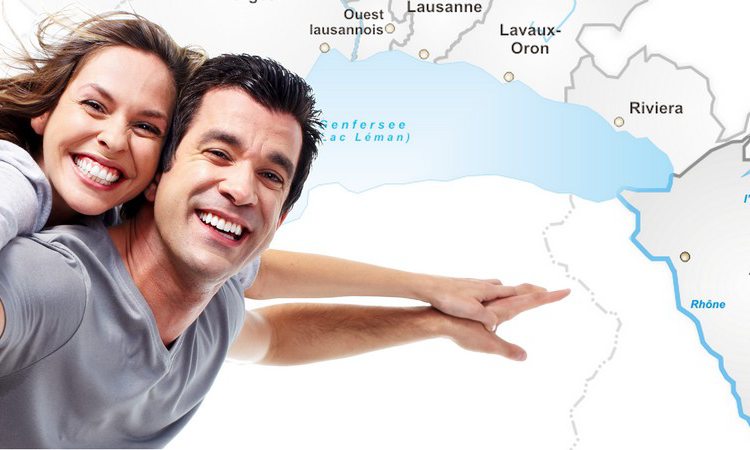 Ouest
lausannois
Lausanne
Lavaux-
Oron
Riviera
Genfersee
(Lac Léman)
Rhône